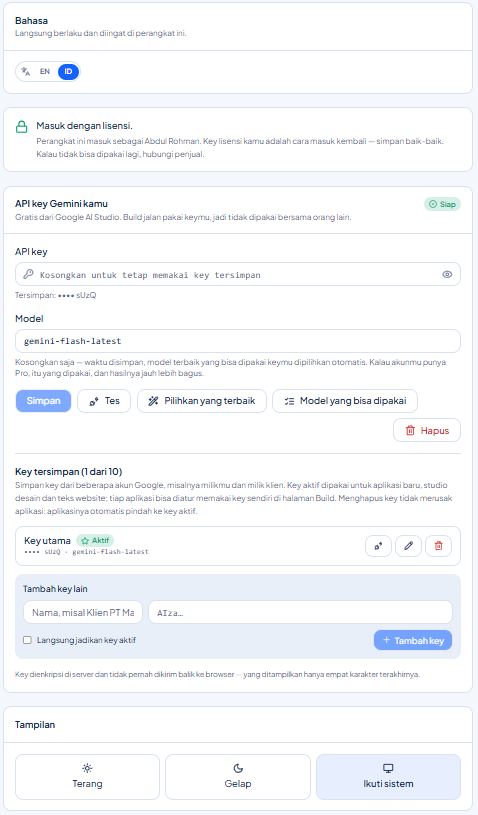 Bahasa
Langsung berlaku dan diingat di perangkat ini.
EN ID
Masuk dengan lisensi.
Perangkat ini masuk sebagai Abdul Rohman. Key lisensi kamu adalah cara masuk kembali — simpan baik-baik.
Kalau tidak bisa dipakai lagi, hubungi penjual.
API key Gemini kamu
Siap
Gratis dari Google AI Studio. Build jalan pakai keymu, jadi tidak dipakai bersama orang lain.
API key
Kosongkan untuk tetap memakai key tersimpan
Tersimpan: •••• sUzQ
Model
gemini-flash-latest
Kosongkan saja — waktu disimpan, model terbaik yang bisa dipakai keymu dipilihkan otomatis. Kalau akunmu punya
Pro, itu yang dipakai, dan hasilnya jauh lebih bagus.
Simpan Tes Pilihkan yang terbaik Model yang bisa dipakai
Hapus
Key tersimpan (1 dari 10)
Simpan key dari beberapa akun Google, misalnya milikmu dan milik klien. Key aktif dipakai untuk aplikasi baru, studio
desain dan teks website; tiap aplikasi bisa diatur memakai key sendiri di halaman Build. Menghapus key tidak merusak
aplikasi: aplikasinya otomatis pindah ke key aktif.
Key utama Aktif
•••• sUzQ · gemini-flash-latest
Tambah key lain
Nama, misal Klien PT Ma AIza…
Langsung jadikan key aktif + Tambah key
Key dienkripsi di server dan tidak pernah dikirim balik ke browser — yang ditampilkan hanya empat karakter terakhirnya.
Tampilan
Terang Gelap Ikuti sistem